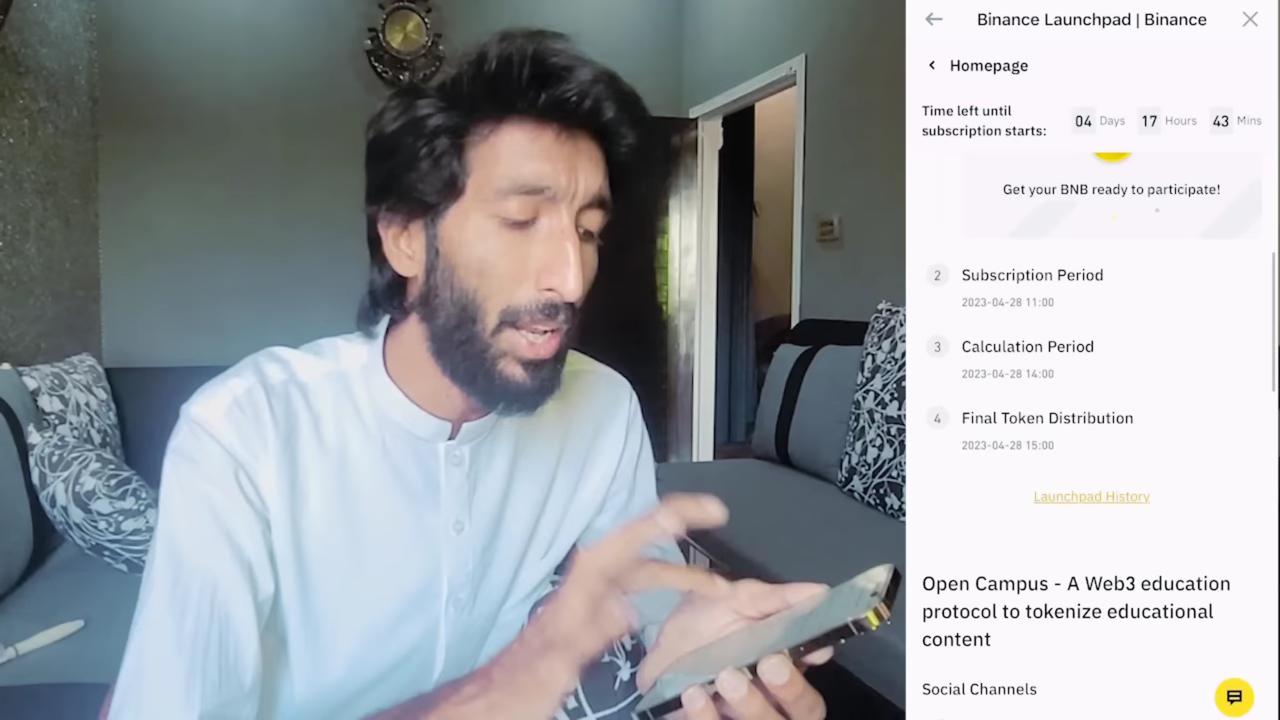 Binance Launchpad | Binance
Homepage
Time left until
subscription starts:
04 Days 17 Hours 43 Mins
Get your BNB ready to participate!
2 Subscription Period
2023-04-28 11:00
3 Calculation Period
2023-04-28 14:00
4 Final Token Distribution
2023-04-28 15:00
Launchpad History
Open Campus - A Web3 education
protocol to tokenize educational
content
Social Channels